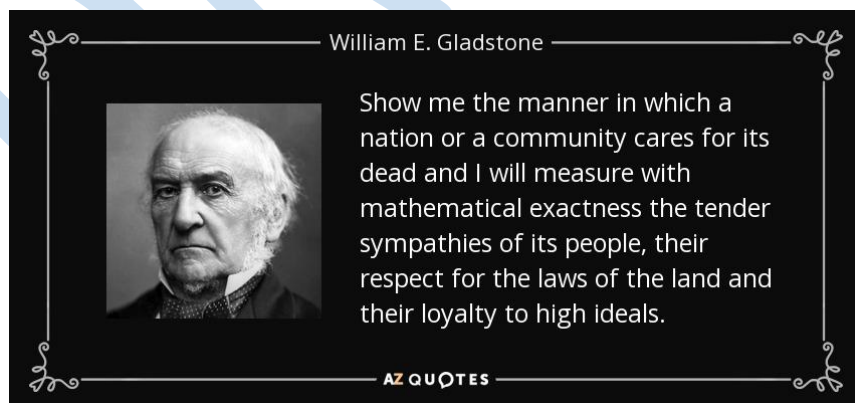 William E. Gladstone
Show me the manner in which a
nation or a community cares for its
dead and I will measure with
mathematical exactness the tender
sympathies of its people, their
respect for the laws of the land and
their loyalty to high ideals.
AZ QUOTES